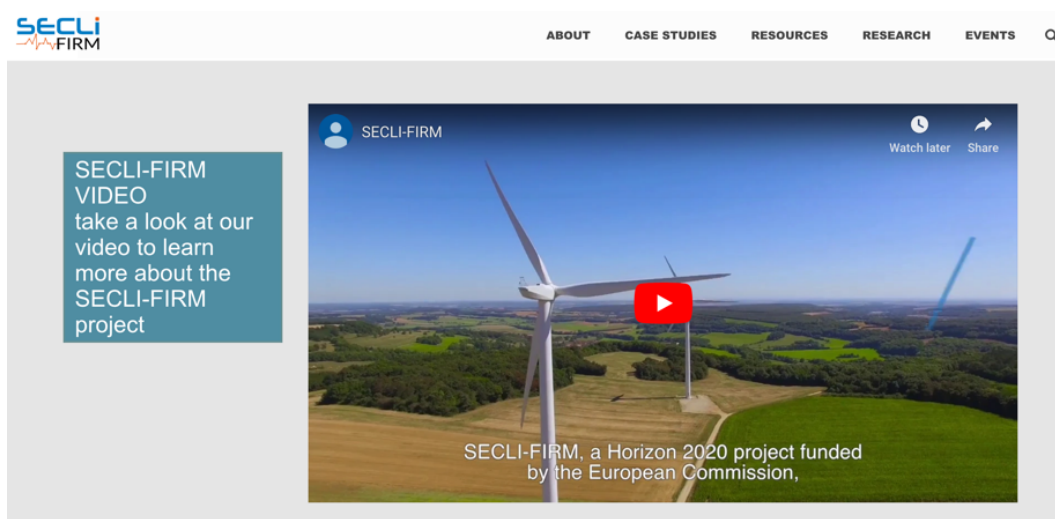 SECLi
FIRM
ABOUT
CASE STUDIES
RESOURCES
RESEARCH
EVENTS
SECLI-FIRM
VIDEO
take a look at our
video to learn
more about the
SECLI-FIRM
project
SECLI-FIRM
Watch later
Share
SECLI-FIRM, a Horizon 2020 project funded
by the European Commission,